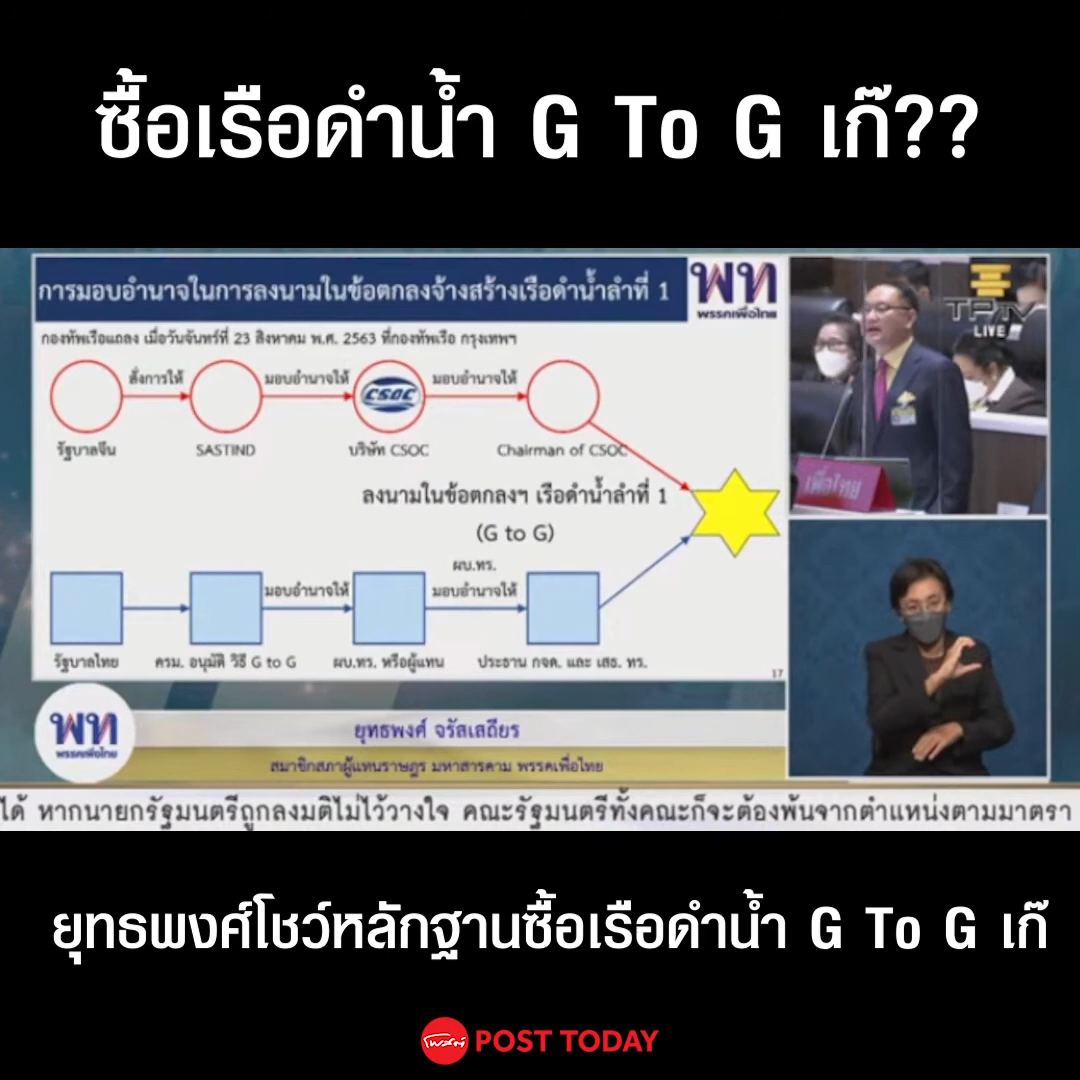 ซื้อเรือดำน้ำ G To G เก๊??
การมอบอำนาจในการลงนามในข้อตกลงจ้างสร้างเรือดำน้ำลำที่ 1
พท
พรรคเพื่อไทย
TPTV
LIVE
กองทัพเรือแถลง เมื่อวันจันทร์ที่ 23 สิงหาคม พ.ศ. 2563 ที่กองทัพเรือ กรุงเทพฯ
สั่งการให้
มอบอำนาจให้
CSOC
มอบอำนาจให้
รัฐบาลจีน
SASTIND
บริษัท CSOC
Chairman of CSOC
เพื่อไทย
ลงนามในข้อตกลงฯ เรือดำน้ำลำที่ 1
(G to G)
ผบ.ทร.
มอบอำนาจให้
มอบอำนาจให้
รัฐบาลไทย
ครม. อนุมัติ วิธี G to G
ผบ.ทร. หรือผู้แทน
ประธาน กจด. และ เสธ. ทร.
17
พท
พรรคเพื่อไทย
ยุทธพงศ์ จรัสเสถียร
สมาชิกสภาผู้แทนราษฎร มหาสารคาม พรรคเพื่อไทย
ได้ หากนายกรัฐมนตรีถูกลงมติไม่ไว้วางใจ คณะรัฐมนตรีทั้งคณะก็จะต้องพ้นจากตำแหน่งตามมาตรา
ยุทธพงศ์โชว์หลักฐานซื้อเรือดำน้ำ G To G เก๊
โพสต์ POST TODAY